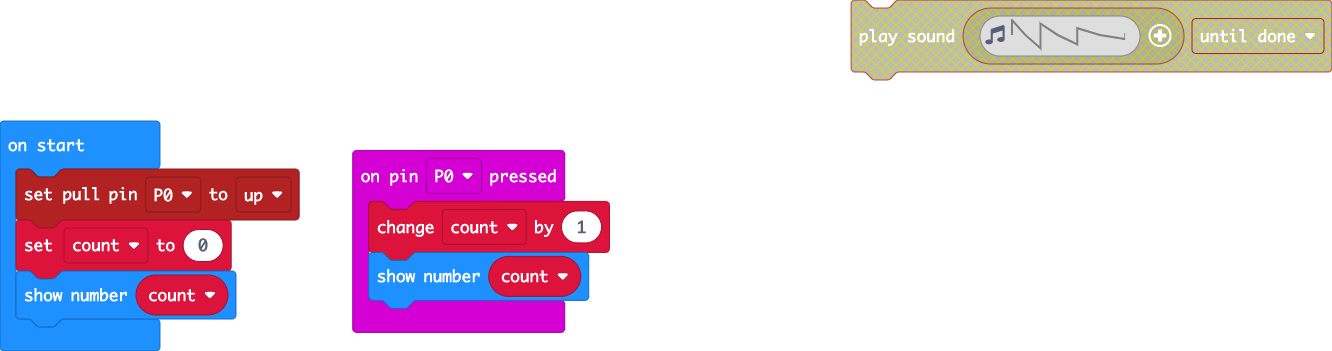 play sound until done
on start
set pull pin P0 to up
set count to 0
show number count
on pin P0 pressed
change count by 1
show number count